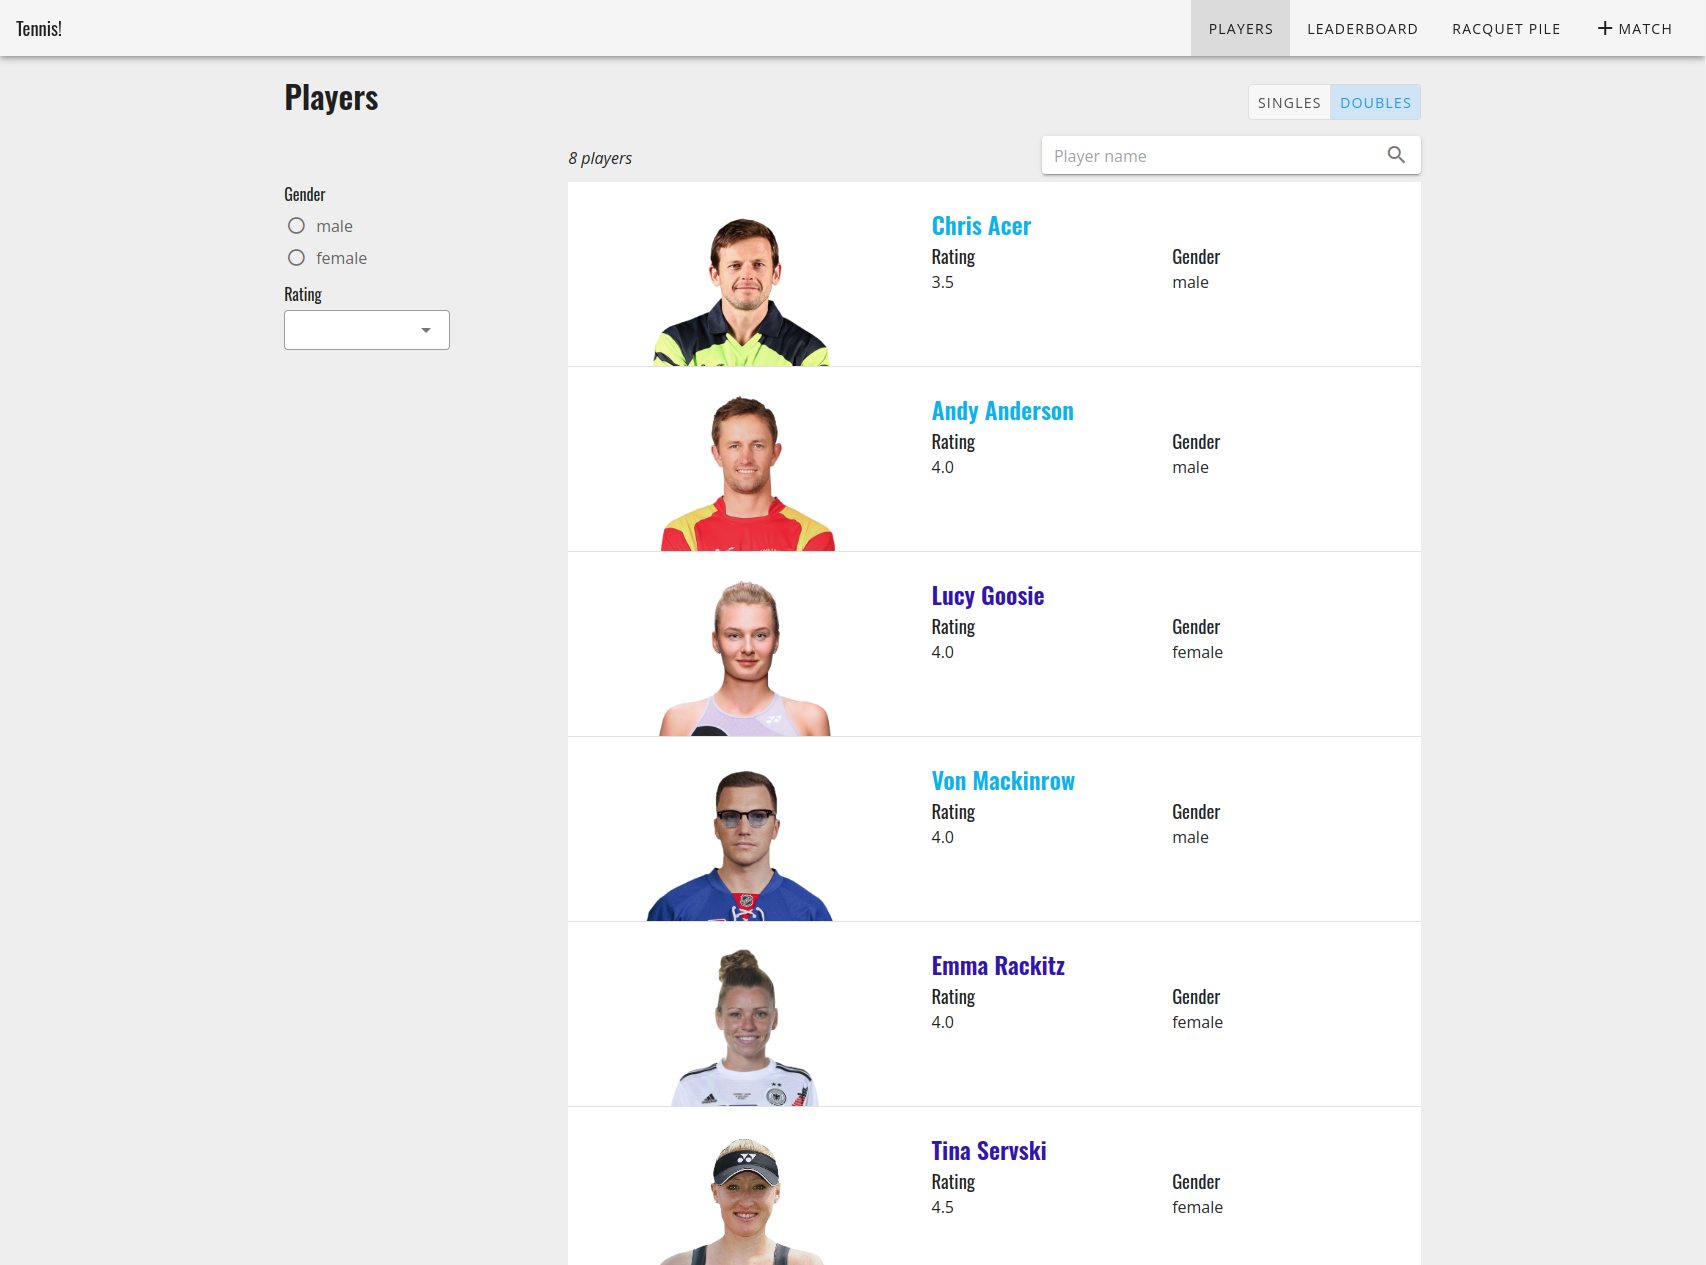 Tennis!
PLAYERS
LEADERBOARD
RACQUET PILE
+ MATCH
Players
SINGLES
DOUBLES
8 players
Player name
Gender
male
female
Rating
Chris Acer
Rating
Gender
3.5
male
Andy Anderson
Rating
Gender
4.0
male
Lucy Goosie
Rating
Gender
4.0
female
Von Mackinrow
Rating
Gender
4.0
male
Emma Rackitz
Rating
Gender
4.0
female
Tina Servski
Rating
Gender
4.5
female